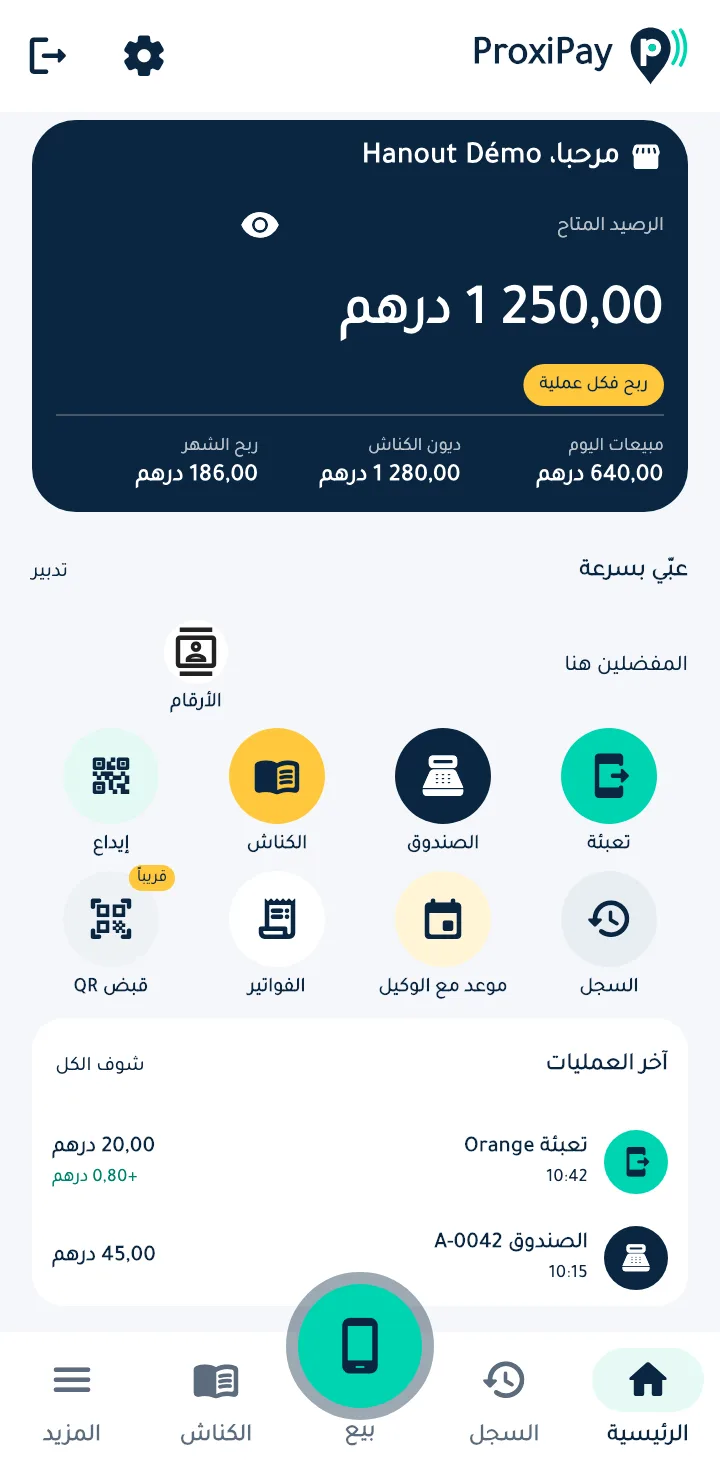 ProxiPay
مرحبا، Hanout Démo
الرصيد المتاح
1 250,00 درهم
ربح فكل عملية
مبيعات اليوم
640,00 درهم
ديون الكناش
1 280,00 درهم
ربح الشهر
186,00 درهم
عبّي بسرعة
تدبير
المفضلين هنا
الأرقام
تعبئة
الصندوق
الكناش
إيداع
السجل
موعد مع الوكيل
الفواتير
قريباً
قبض QR
آخر العمليات
شوف الكل
تعبئة Orange
10:42
20,00 درهم
+0,80 درهم
الصندوق A-0042
10:15
45,00 درهم
الرئيسية
السجل
بيع
الكناش
المزيد